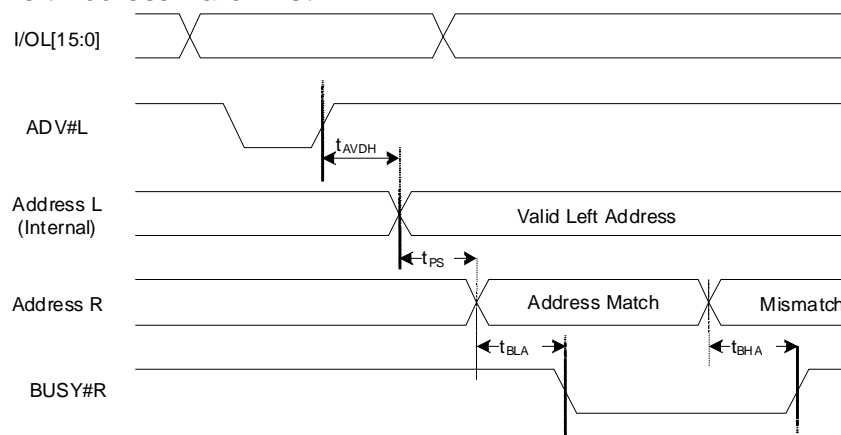 I/OL[15:0]
ADV#L
tAVDH
Address L
(Internal)
Valid Left Address
tPS
Address R
Address Match
Mismatch
tBLA
tBHA
BUSY#R